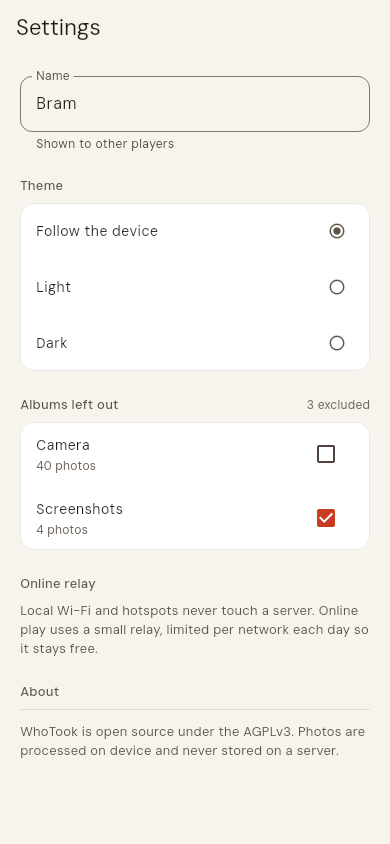 Settings
Name
Bram
Shown to other players
Theme
Follow the device
Light
Dark
Albums left out
3 excluded
Camera
40 photos
Screenshots
4 photos
Online relay
Local Wi-Fi and hotspots never touch a server. Online
play uses a small relay, limited per network each day so
it stays free.
About
WhoTook is open source under the AGPLv3. Photos are
processed on device and never stored on a server.